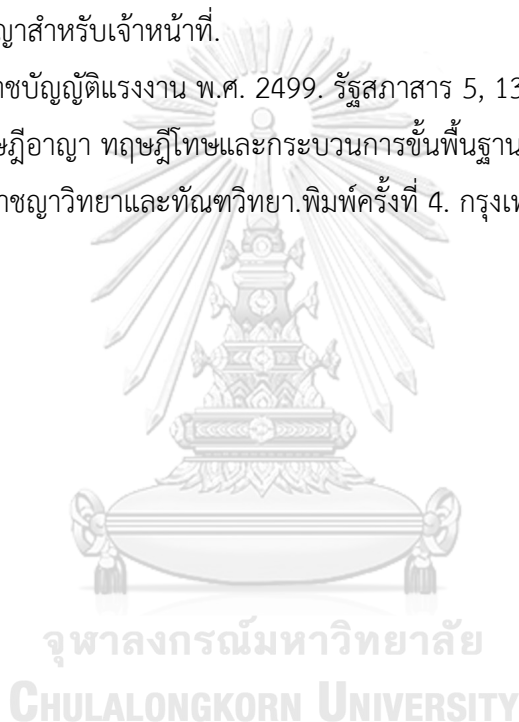 ญาสำหรับเจ้าหน้าที่.
าชบัญญัติแรงงาน พ.ศ. 2499. รัฐสภาสาร 5, 13
ษฎีอาญา ทฤษฎีโทษและกระบวนการขั้นพื้นฐาน
าชญาวิทยาและทัณฑวิทยา.พิมพ์ครั้งที่ 4. กรุงเท
จุฬาลงกรณ์มหาวิทยาลัย
CHULALONGKORN UNIVERSITY